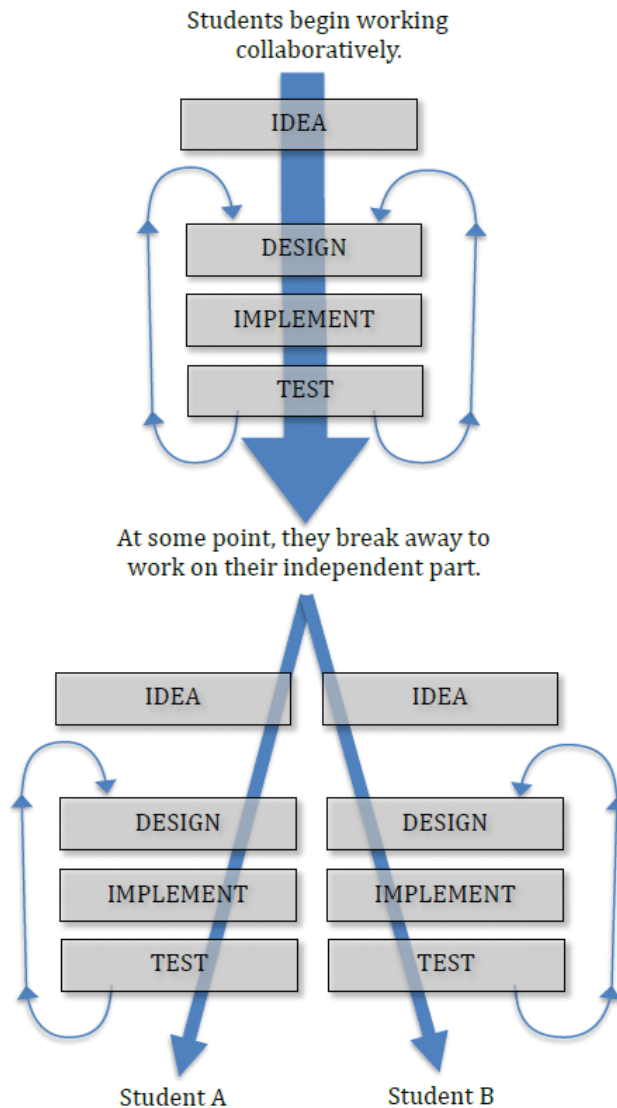 Students begin working
collaboratively.
IDEA
DESIGN
IMPLEMENT
TEST
At some point, they break away to
work on their independent part.
IDEA
IDEA
DESIGN
DESIGN
IMPLEMENT
IMPLEMENT
TEST
TEST
Student A
Student B